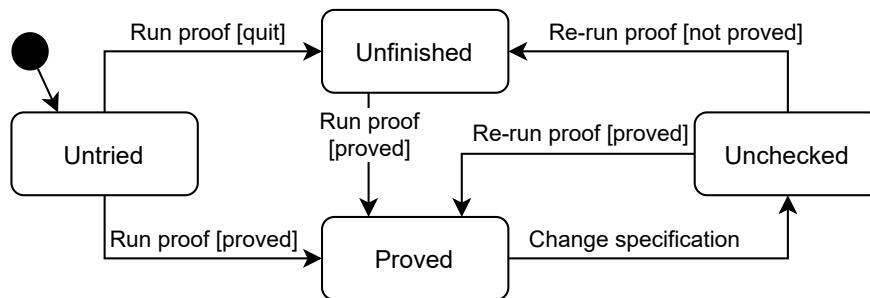 Run proof [quit]
Unfinished
Re-run proof [not proved]
Run proof
[proved]
Re-run proof [proved]
Untried
Unchecked
Run proof [proved]
Proved
Change specification